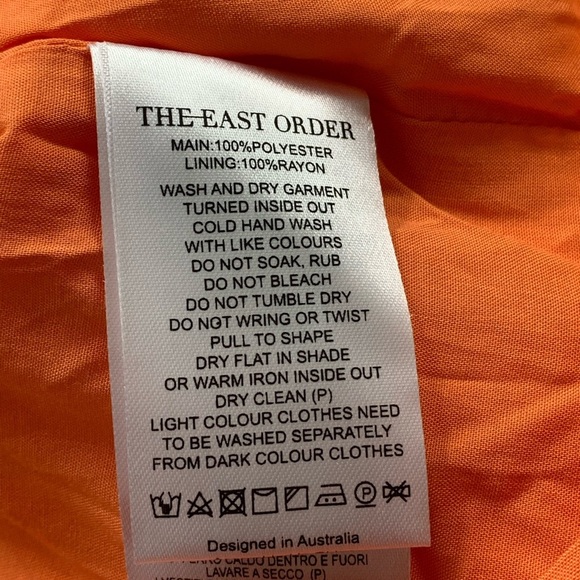 THE EAST ORDER
MAIN:100%POLYESTER
LINING:100%RAYON
WASH AND DRY GARMENT
TURNED INSIDE OUT
COLD HAND WASH
WITH LIKE COLOURS
DO NOT SOAK, RUB
DO NOT BLEACH
DO NOT TUMBLE DRY
DO NOT WRING OR TWIST
PULL TO SHAPE
DRY FLAT IN SHADE
OR WARM IRON INSIDE OUT
DRY CLEAN (P)
LIGHT COLOUR CLOTHES NEED
TO BE WASHED SEPARATELY
FROM DARK COLOUR CLOTHES
P
Designed in Australia
FERRO CALDO DENTRO E FUORI
LAVARE A SECCO (P)